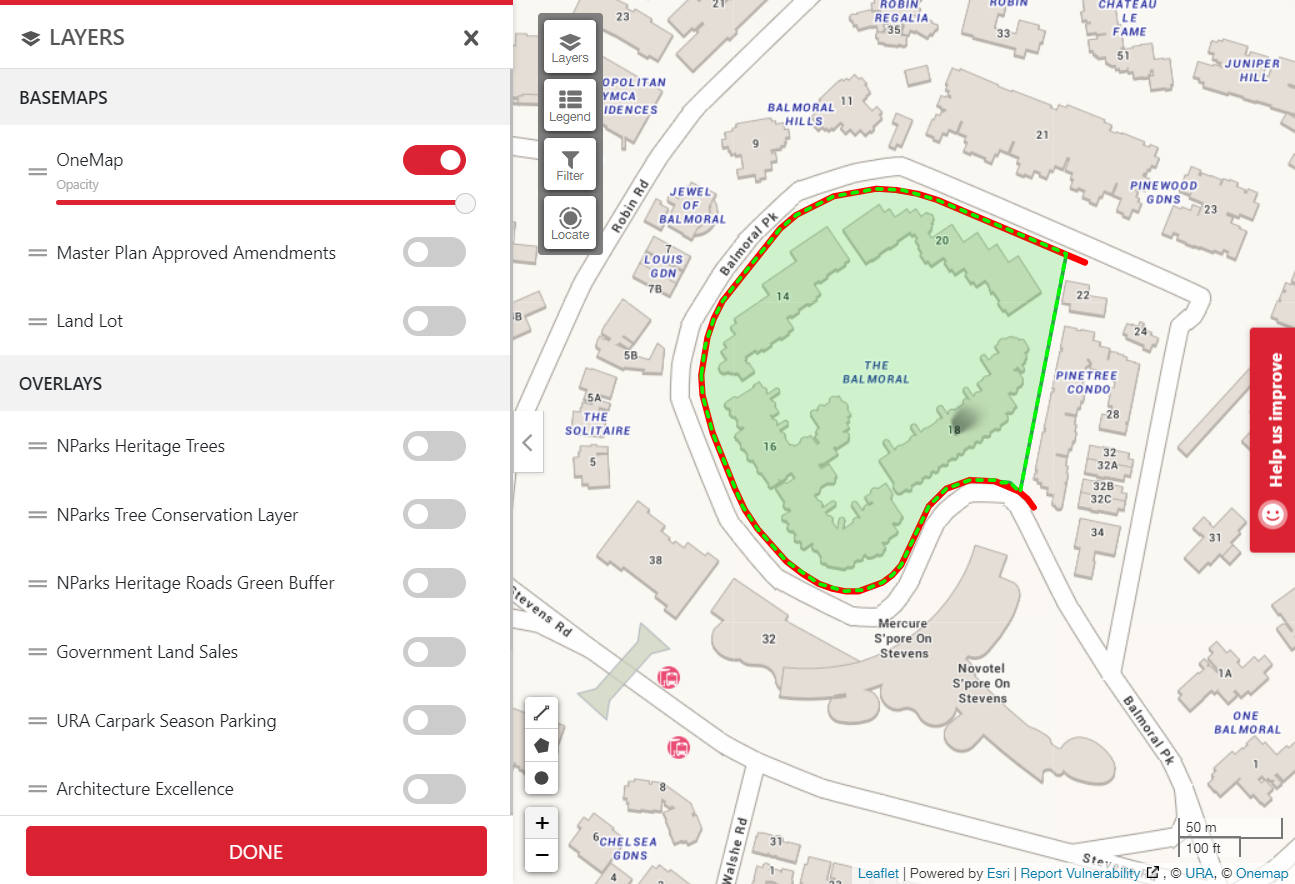 LAYERS
BASEMAPS
OneMap
Opacity
Master Plan Approved Amendments
Land Lot
OVERLAYS
NParks Heritage Trees
NParks Tree Conservation Layer
NParks Heritage Roads Green Buffer
Government Land Sales
URA Carpark Season Parking
Architecture Excellence
DONE
Layers
Legend
Filter
Locate
23
21
ROBIN
REGALIA
35
ROBIN
33
CHATEAU
LE
FAME
51
JUNIPER
HILL
OPOLITAN
YMCA
IDENCES
BALMORAL
HILLS
11
9
21
PINEWOOD
GDNS
23
Robin Rd
JEWEL
OF
BALMORAL
Balmoral Pk
7
LOUIS
GDN
7B
20
14
22
24
8B
5B
THE
BALMORAL
PINETREE
CONDO
5A
THE
SOLITAIRE
5
28
18
16
32
32A
32B
32C
34
31
38
Stevens Rd
32
Mercure
S'pore On
Stevens
Novotel
S'pore On
Stevens
1A
Balmoral Pk
ONE
BALMORAL
1
8
6
CHELSEA
GDNS
4
Walshe Rd
31
Steve
Help us improve
+
−
50 m
100 ft
Leaflet | Powered by Esri | Report Vulnerability , © URA, © Onemap